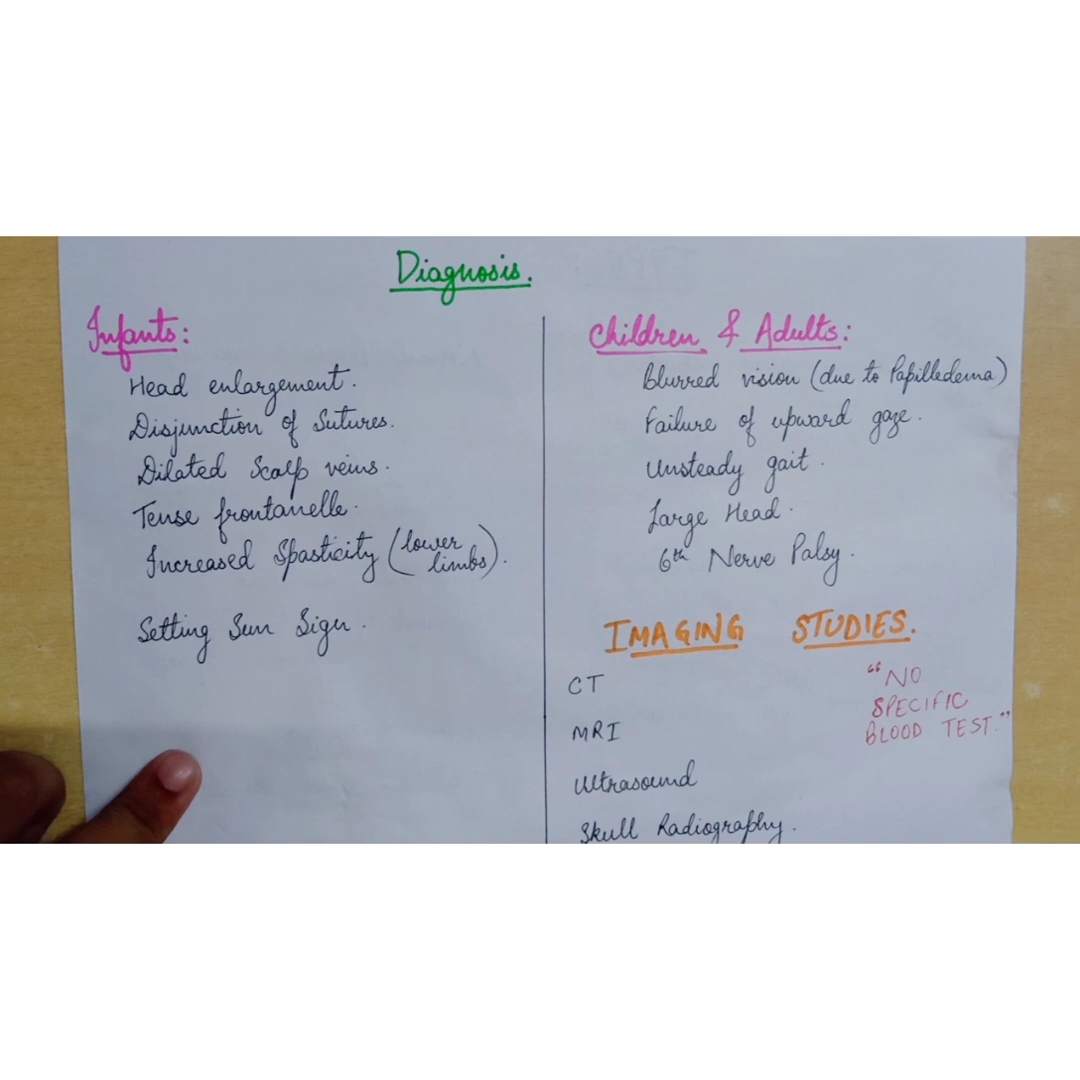 Diagnosis.
Infants:
Head enlargement.
Disjunction of Sutures.
Dilated Scalp veins.
Tense frontanelle.
Increased Spasticity (lower
limbs).
Setting Sun Sign.
Children & Adults:
Blurred vision (due to Papilledema)
Failure of upward gaze.
Unsteady gait.
Large Head.
6th Nerve Palsy.
IMAGING STUDIES.
CT
MRI
Ultrasound
Skull Radiography.
"NO
SPECIFIC
BLOOD TEST."